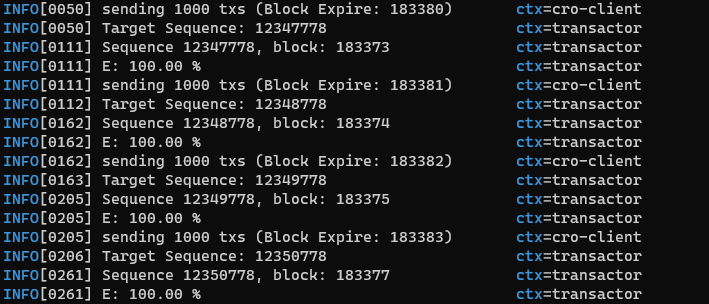 INFO[0050] sending 1000 txs (Block Expire: 183380) ctx=cro-client
INFO[0050] Target Sequence: 12347778 ctx=transactor
INFO[0111] Sequence 12347778, block: 183373 ctx=transactor
INFO[0111] E: 100.00 % ctx=transactor
INFO[0111] sending 1000 txs (Block Expire: 183381) ctx=cro-client
INFO[0112] Target Sequence: 12348778 ctx=transactor
INFO[0162] Sequence 12348778, block: 183374 ctx=transactor
INFO[0162] E: 100.00 % ctx=transactor
INFO[0162] sending 1000 txs (Block Expire: 183382) ctx=cro-client
INFO[0163] Target Sequence: 12349778 ctx=transactor
INFO[0205] Sequence 12349778, block: 183375 ctx=transactor
INFO[0205] E: 100.00 % ctx=transactor
INFO[0205] sending 1000 txs (Block Expire: 183383) ctx=cro-client
INFO[0206] Target Sequence: 12350778 ctx=transactor
INFO[0261] Sequence 12350778, block: 183377 ctx=transactor
INFO[0261] E: 100.00 % ctx=transactor